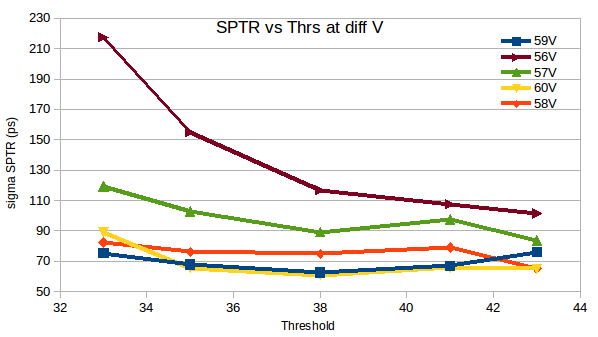 SPTR vs Thrs at diff V
230
210
190
170
150
130
110
90
70
50
sigma SPTR (ps)
59V
56V
57V
60V
58V
32 34 36 38 40 42 44
Threshold